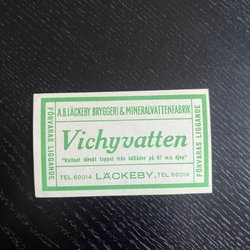 A.B. LÄCKEBY BRYGGERI & MINERALVATTENFABRIK
FÖRVARAS LIGGANDE
Vichyvatten
"Vattnet direkt tappat från källåder på 87 m:s djup"
FÖRVARAS LIGGANDE
TEL. 60014 LÄCKEBY, TEL. 60014